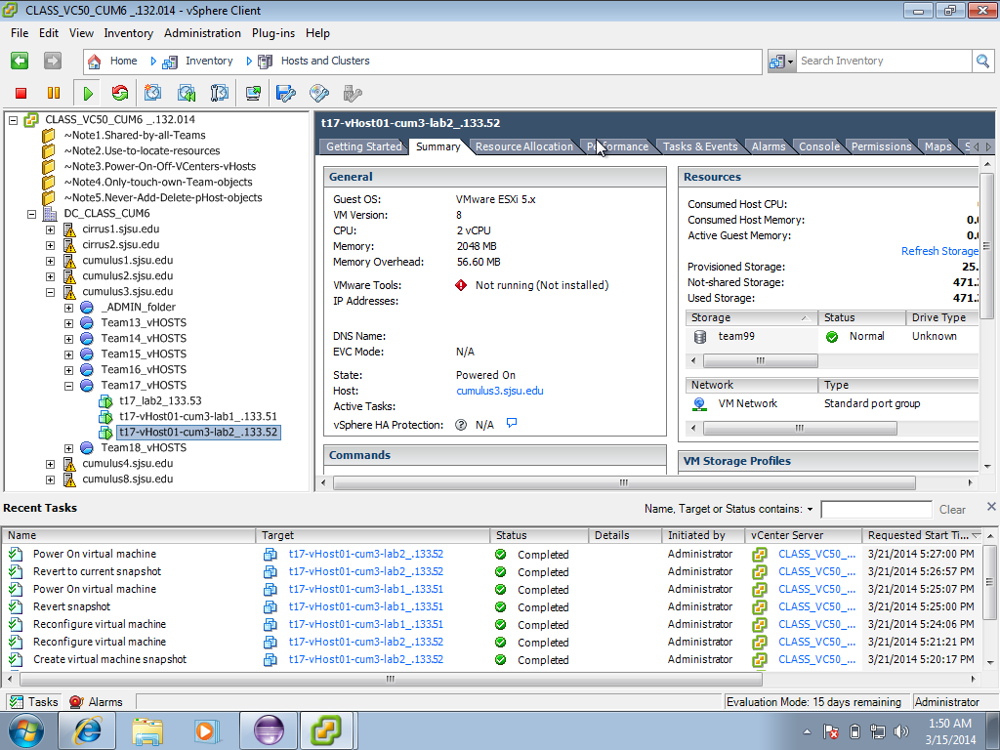 CLASS_VC50_CUM6 _.132.014 - vSphere Client
File Edit View Inventory Administration Plug-ins Help
Home Inventory Hosts and Clusters Search Inventory
CLASS_VC50_CUM6 _.132.014
~Note1.Shared-by-all-Teams
~Note2.Use-to-locate-resources
~Note3.Power-On-Off-VCenters-vHosts
~Note4.Only-touch-own-Team-objects
~Note5.Never-Add-Delete-pHost-objects
DC_CLASS_CUM6
cirrus1.sjsu.edu
cirrus2.sjsu.edu
cumulus1.sjsu.edu
cumulus2.sjsu.edu
cumulus3.sjsu.edu
_ADMIN_folder
Team13_vHOSTS
Team14_vHOSTS
Team15_vHOSTS
Team16_vHOSTS
Team17_vHOSTS
t17_lab2_133.53
t17-vHost01-cum3-lab1_.133.51
t17-vHost01-cum3-lab2_.133.52
Team18_vHOSTS
cumulus4.sjsu.edu
cumulus8.sjsu.edu
t17-vHost01-cum3-lab2_.133.52
Getting Started Summary Resource Allocation Performance Tasks & Events Alarms Console Permissions Maps S
General
Guest OS: VMware ESXi 5.x
VM Version: 8
CPU: 2 vCPU
Memory: 2048 MB
Memory Overhead: 56.60 MB
VMware Tools: Not running (Not installed)
IP Addresses:
DNS Name:
EVC Mode: N/A
State: Powered On
Host: cumulus3.sjsu.edu
Active Tasks:
vSphere HA Protection: N/A
Commands
Resources
Consumed Host CPU:
Consumed Host Memory: 0.
Active Guest Memory: 0.
Refresh Storage
Provisioned Storage: 25.
Not-shared Storage: 471.
Used Storage: 471.
Storage Status Drive Type
team99 Normal Unknown
Network Type
VM Network Standard port group
VM Storage Profiles
Recent Tasks
Name, Target or Status contains: Clear
Name Target Status Details Initiated by vCenter Server Requested Start Ti...
Power On virtual machine t17-vHost01-cum3-lab2_.133.52 Completed Administrator CLASS_VC50_... 3/21/2014 5:27:00 PM
Revert to current snapshot t17-vHost01-cum3-lab2_.133.52 Completed Administrator CLASS_VC50_... 3/21/2014 5:26:57 PM
Power On virtual machine t17-vHost01-cum3-lab1_.133.51 Completed Administrator CLASS_VC50_... 3/21/2014 5:25:07 PM
Revert snapshot t17-vHost01-cum3-lab1_.133.51 Completed Administrator CLASS_VC50_... 3/21/2014 5:25:00 PM
Reconfigure virtual machine t17-vHost01-cum3-lab1_.133.51 Completed Administrator CLASS_VC50_... 3/21/2014 5:24:06 PM
Reconfigure virtual machine t17-vHost01-cum3-lab2_.133.52 Completed Administrator CLASS_VC50_... 3/21/2014 5:21:21 PM
Create virtual machine snapshot t17-vHost01-cum3-lab2_.133.52 Completed Administrator CLASS_VC50_... 3/21/2014 5:20:17 PM
Tasks Alarms Evaluation Mode: 15 days remaining Administrator
1:50 AM
3/15/2014